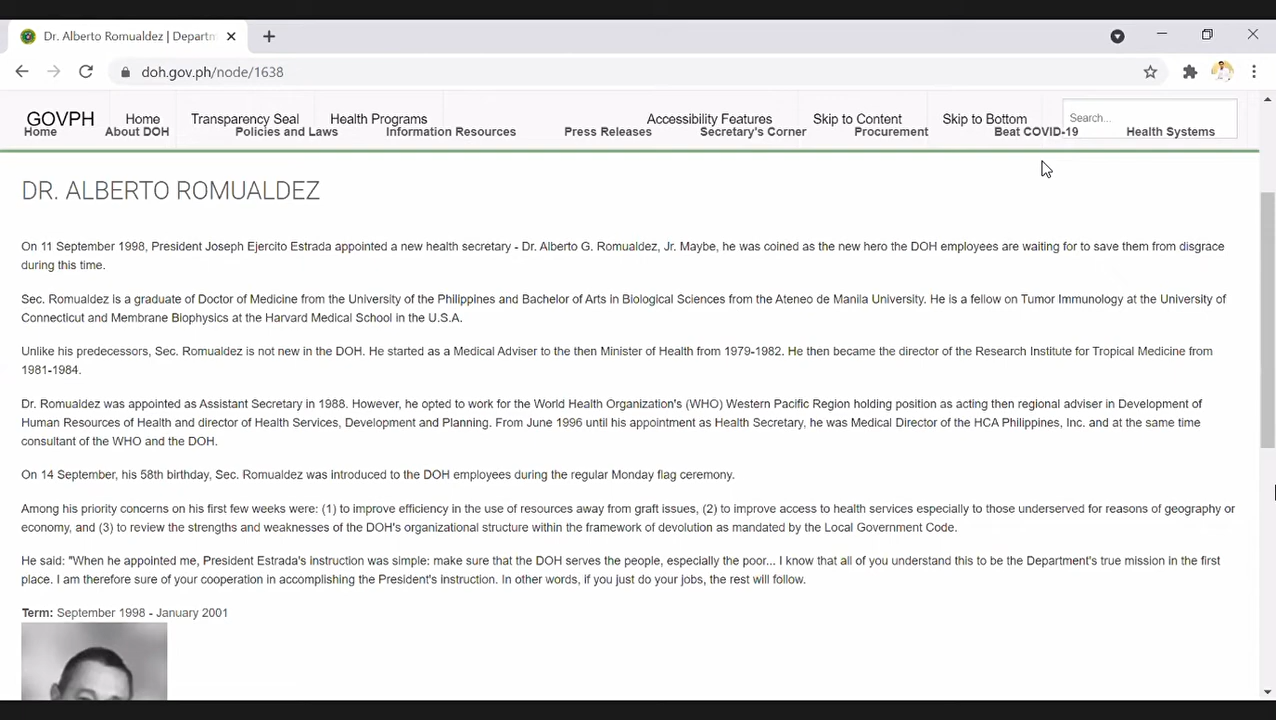 Dr. Alberto Romualdez | Departm
doh.gov.ph/node/1638
GOVPH Home Transparency Seal Health Programs Accessibility Features Skip to Content Skip to Bottom Search...
Home About DOH Policies and Laws Information Resources Press Releases Secretary's Corner Procurement Beat COVID-19 Health Systems
DR. ALBERTO ROMUALDEZ
On 11 September 1998, President Joseph Ejercito Estrada appointed a new health secretary - Dr. Alberto G. Romualdez, Jr. Maybe, he was coined as the new hero the DOH employees are waiting for to save them from disgrace
during this time.
Sec. Romualdez is a graduate of Doctor of Medicine from the University of the Philippines and Bachelor of Arts in Biological Sciences from the Ateneo de Manila University. He is a fellow on Tumor Immunology at the University of
Connecticut and Membrane Biophysics at the Harvard Medical School in the U.S.A.
Unlike his predecessors, Sec. Romualdez is not new in the DOH. He started as a Medical Adviser to the then Minister of Health from 1979-1982. He then became the director of the Research Institute for Tropical Medicine from
1981-1984.
Dr. Romualdez was appointed as Assistant Secretary in 1988. However, he opted to work for the World Health Organization's (WHO) Western Pacific Region holding position as acting then regional adviser in Development of
Human Resources of Health and director of Health Services, Development and Planning. From June 1996 until his appointment as Health Secretary, he was Medical Director of the HCA Philippines, Inc. and at the same time
consultant of the WHO and the DOH.
On 14 September, his 58th birthday, Sec. Romualdez was introduced to the DOH employees during the regular Monday flag ceremony.
Among his priority concerns on his first few weeks were: (1) to improve efficiency in the use of resources away from graft issues, (2) to improve access to health services especially to those underserved for reasons of geography or
economy, and (3) to review the strengths and weaknesses of the DOH's organizational structure within the framework of devolution as mandated by the Local Government Code.
He said: "When he appointed me, President Estrada's instruction was simple: make sure that the DOH serves the people, especially the poor... I know that all of you understand this to be the Department's true mission in the first
place. I am therefore sure of your cooperation in accomplishing the President's instruction. In other words, if you just do your jobs, the rest will follow.
Term: September 1998 - January 2001